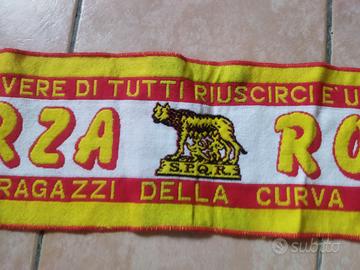 VERE DI TUTTI RIUSCIRCI E' U
RZA RO
S.P.Q.R.
RAGAZZI DELLA CURVA
subito